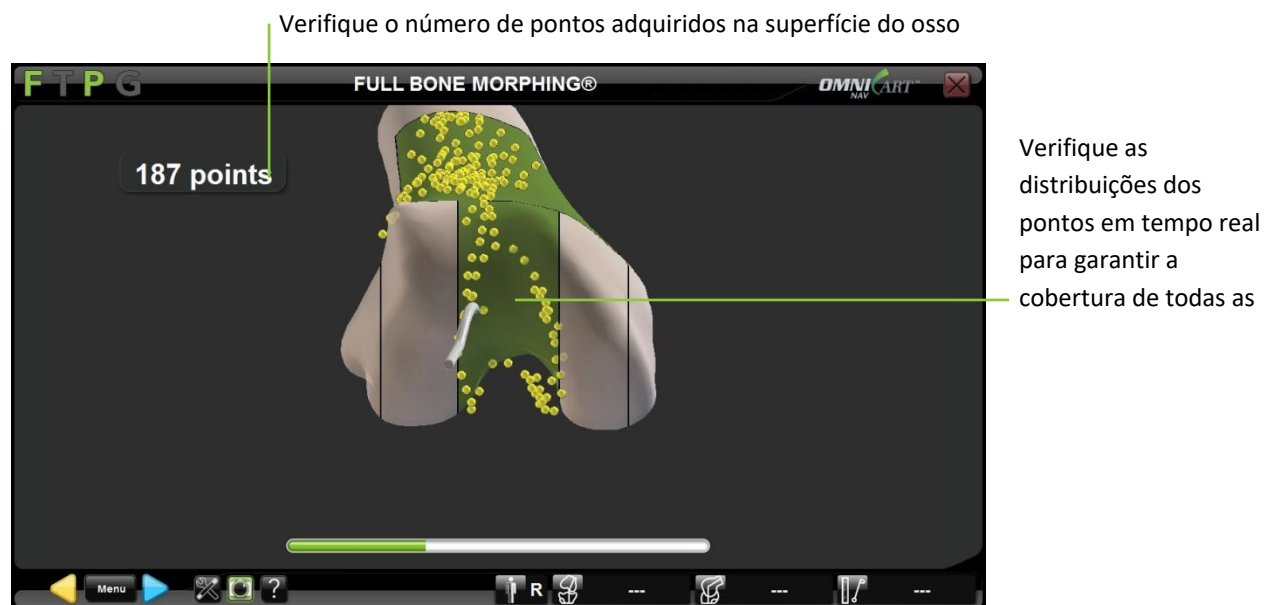 Verifique o número de pontos adquiridos na superfície do osso
F T P G
FULL BONE MORPHING®
OMNI NAV CART™
187 points
Verifique as
distribuições dos
pontos em tempo real
para garantir a
cobertura de todas as
Menu
?
R
---
---
---